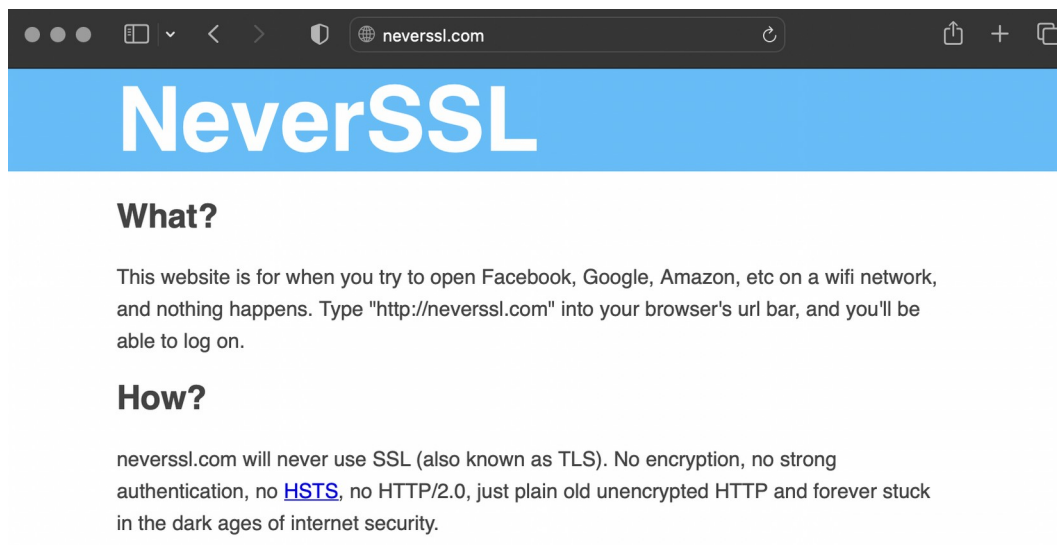 neverssl.com
NeverSSL
What?
This website is for when you try to open Facebook, Google, Amazon, etc on a wifi network,
and nothing happens. Type "http://neverssl.com" into your browser's url bar, and you'll be
able to log on.
How?
neverssl.com will never use SSL (also known as TLS). No encryption, no strong
authentication, no HSTS, no HTTP/2.0, just plain old unencrypted HTTP and forever stuck
in the dark ages of internet security.